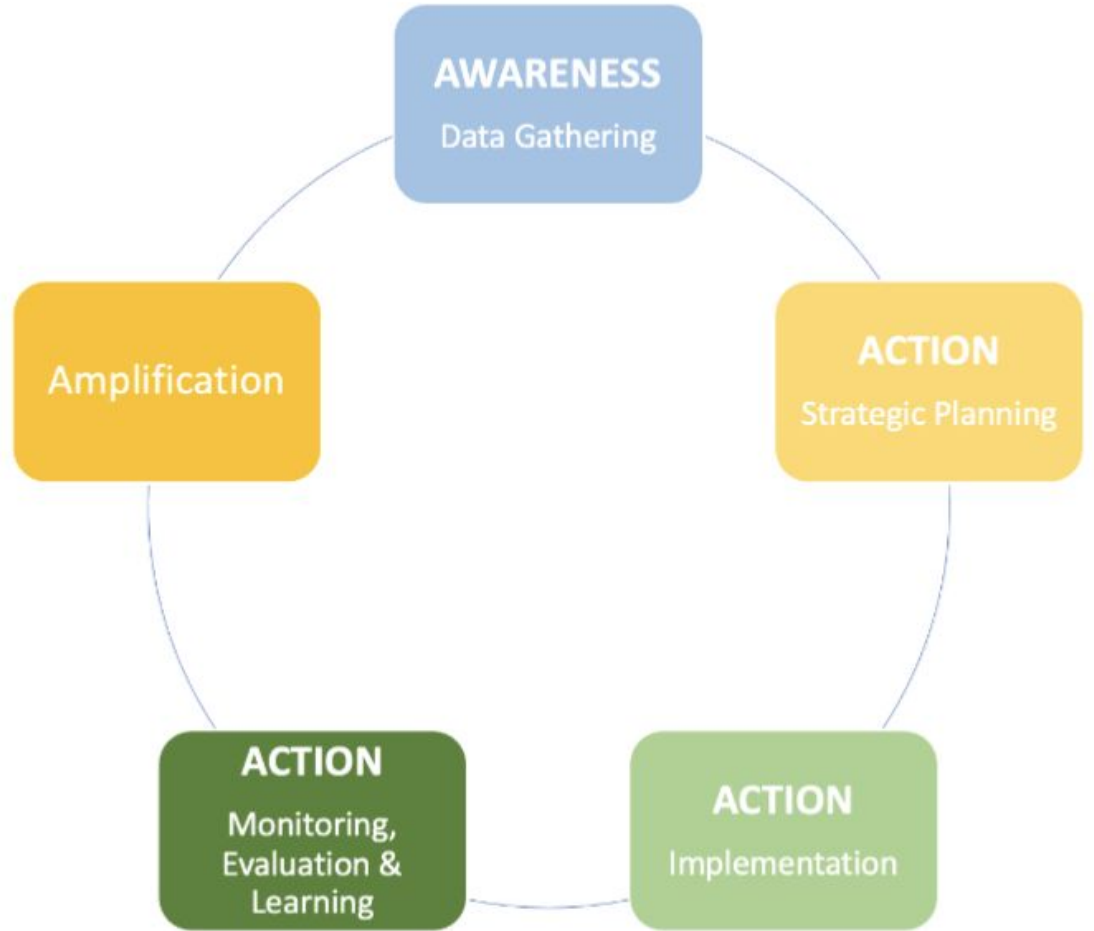 AWARENESS
Data Gathering
ACTION
Strategic Planning
ACTION
Implementation
ACTION
Monitoring,
Evaluation &
Learning
Amplification